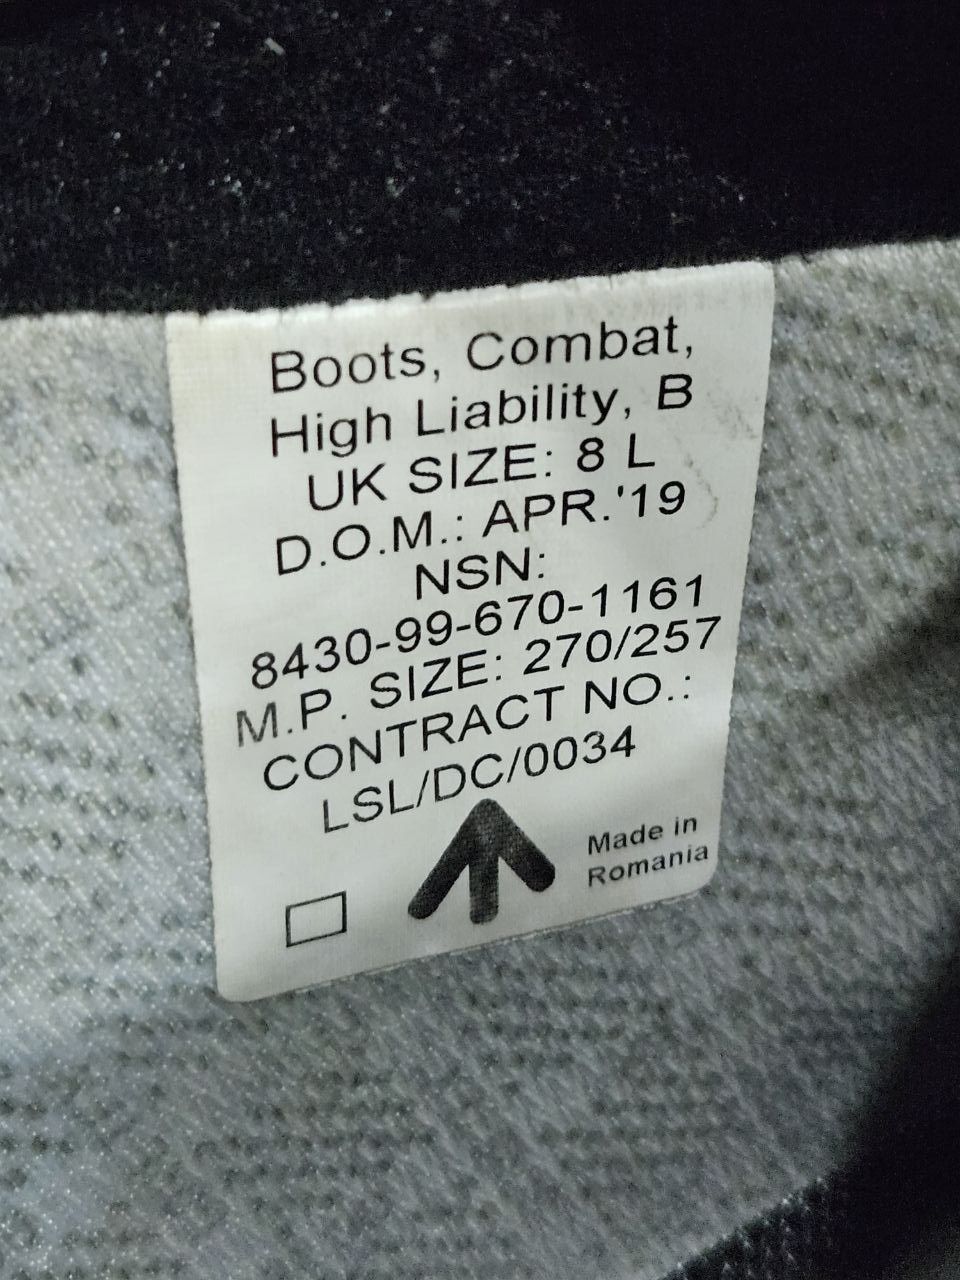 Boots, Combat,
High Liability, B
UK SIZE: 8 L
D.O.M.: APR.'19
NSN:
8430-99-670-1161
M.P. SIZE: 270/257
CONTRACT NO.:
LSL/DC/0034
Made in
Romania